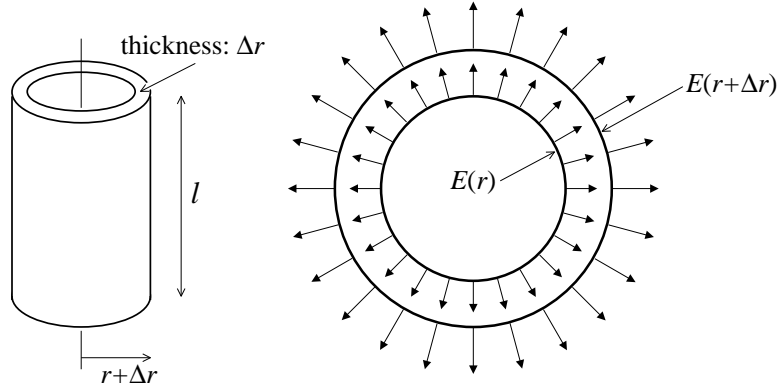 thickness: Δr
l
r+Δr
E(r+Δr)
E(r)